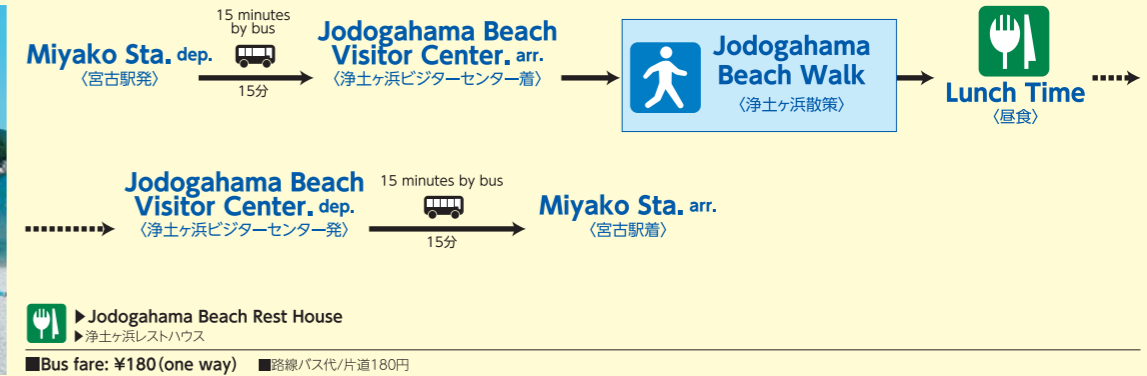 Miyako Sta. dep.
〈宮古駅発〉
15 minutes
by bus
15分
Jodogahama Beach
Visitor Center. arr.
〈浄土ヶ浜ビジターセンター着〉
Jodogahama
Beach Walk
〈浄土ヶ浜散策〉
Lunch Time
〈昼食〉
Jodogahama Beach
Visitor Center. dep.
〈浄土ヶ浜ビジターセンター発〉
15 minutes by bus
15分
Miyako Sta. arr.
〈宮古駅着〉
▶Jodogahama Beach Rest House
▶浄土ヶ浜レストハウス
■Bus fare: ¥180(one way) ■路線バス代/片道180円